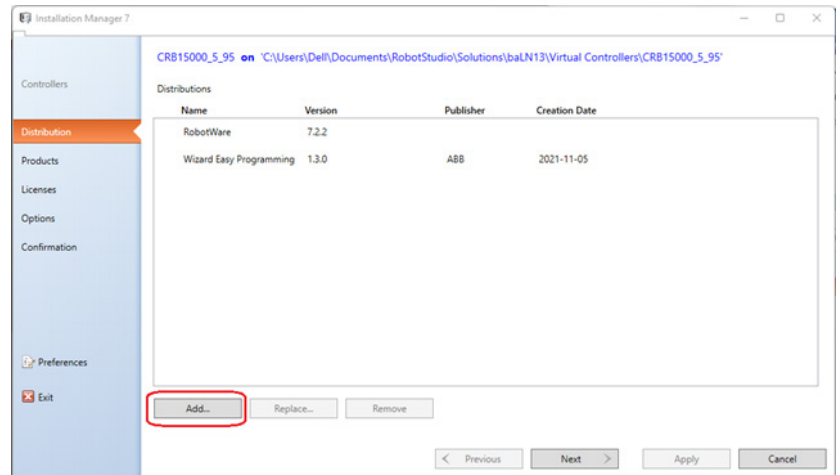 Installation Manager 7
CRB15000_5_95 on 'C:\Users\Dell\Documents\RobotStudio\Solutions\baLN13\Virtual Controllers\CRB15000_5_95'
Controllers
Distribution
Products
Licenses
Options
Confirmation
Preferences
Exit
Distributions
Name Version Publisher Creation Date
RobotWare 7.2.2
Wizard Easy Programming 1.3.0 ABB 2021-11-05
Add... Replace... Remove
< Previous Next > Apply Cancel